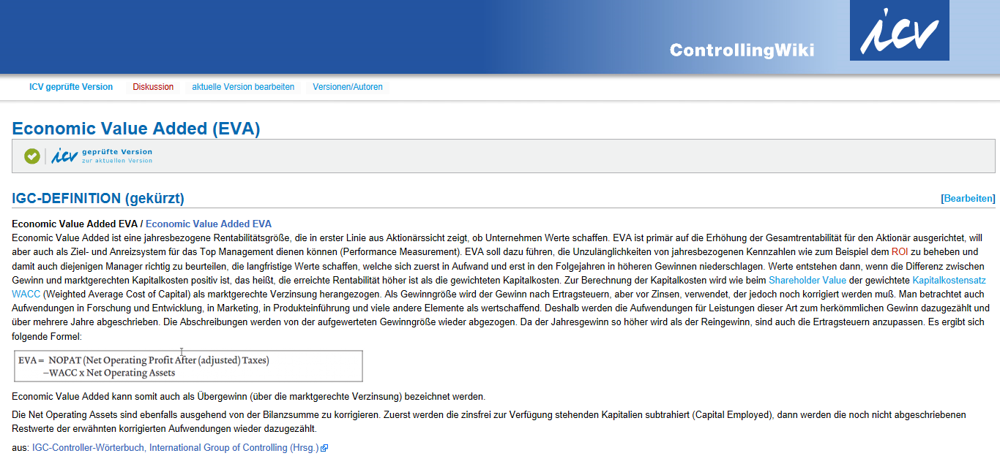 icv
ControllingWiki
ICV geprüfte Version Diskussion aktuelle Version bearbeiten Versionen/Autoren
Economic Value Added (EVA)
icv geprüfte Version
zur aktuellen Version
IGC-DEFINITION (gekürzt) [Bearbeiten]
Economic Value Added EVA / Economic Value Added EVA
Economic Value Added ist eine jahresbezogene Rentabilitätsgröße, die in erster Linie aus Aktionärssicht zeigt, ob Unternehmen Werte schaffen. EVA ist primär auf die Erhöhung der Gesamtrentabilität für den Aktionär ausgerichtet, will
aber auch als Ziel- und Anreizsystem für das Top Management dienen können (Performance Measurement). EVA soll dazu führen, die Unzulänglichkeiten von jahresbezogenen Kennzahlen wie zum Beispiel dem ROI zu beheben und
damit auch diejenigen Manager richtig zu beurteilen, die langfristige Werte schaffen, welche sich zuerst in Aufwand und erst in den Folgejahren in höheren Gewinnen niederschlagen. Werte entstehen dann, wenn die Differenz zwischen
Gewinn und marktgerechten Kapitalkosten positiv ist, das heißt, die erreichte Rentabilität höher ist als die gewichteten Kapitalkosten. Zur Berechnung der Kapitalkosten wird wie beim Shareholder Value der gewichtete Kapitalkostensatz
WACC (Weighted Average Cost of Capital) als marktgerechte Verzinsung herangezogen. Als Gewinngröße wird der Gewinn nach Ertragsteuern, aber vor Zinsen, verwendet, der jedoch noch korrigiert werden muß. Man betrachtet auch
Aufwendungen in Forschung und Entwicklung, in Marketing, in Produkteinführung und viele andere Elemente als wertschaffend. Deshalb werden die Aufwendungen für Leistungen dieser Art zum herkömmlichen Gewinn dazugezählt und
über mehrere Jahre abgeschrieben. Die Abschreibungen werden von der aufgewerteten Gewinngröße wieder abgezogen. Da der Jahresgewinn so höher wird als der Reingewinn, sind auch die Ertragsteuern anzupassen. Es ergibt sich
folgende Formel:
EVA = NOPAT (Net Operating Profit After (adjusted) Taxes)
–WACC x Net Operating Assets
Economic Value Added kann somit auch als Übergewinn (über die marktgerechte Verzinsung) bezeichnet werden.
Die Net Operating Assets sind ebenfalls ausgehend von der Bilanzsumme zu korrigieren. Zuerst werden die zinsfrei zur Verfügung stehenden Kapitalien subtrahiert (Capital Employed), dann werden die noch nicht abgeschriebenen
Restwerte der erwähnten korrigierten Aufwendungen wieder dazugezählt.
aus: IGC-Controller-Wörterbuch, International Group of Controlling (Hrsg.)